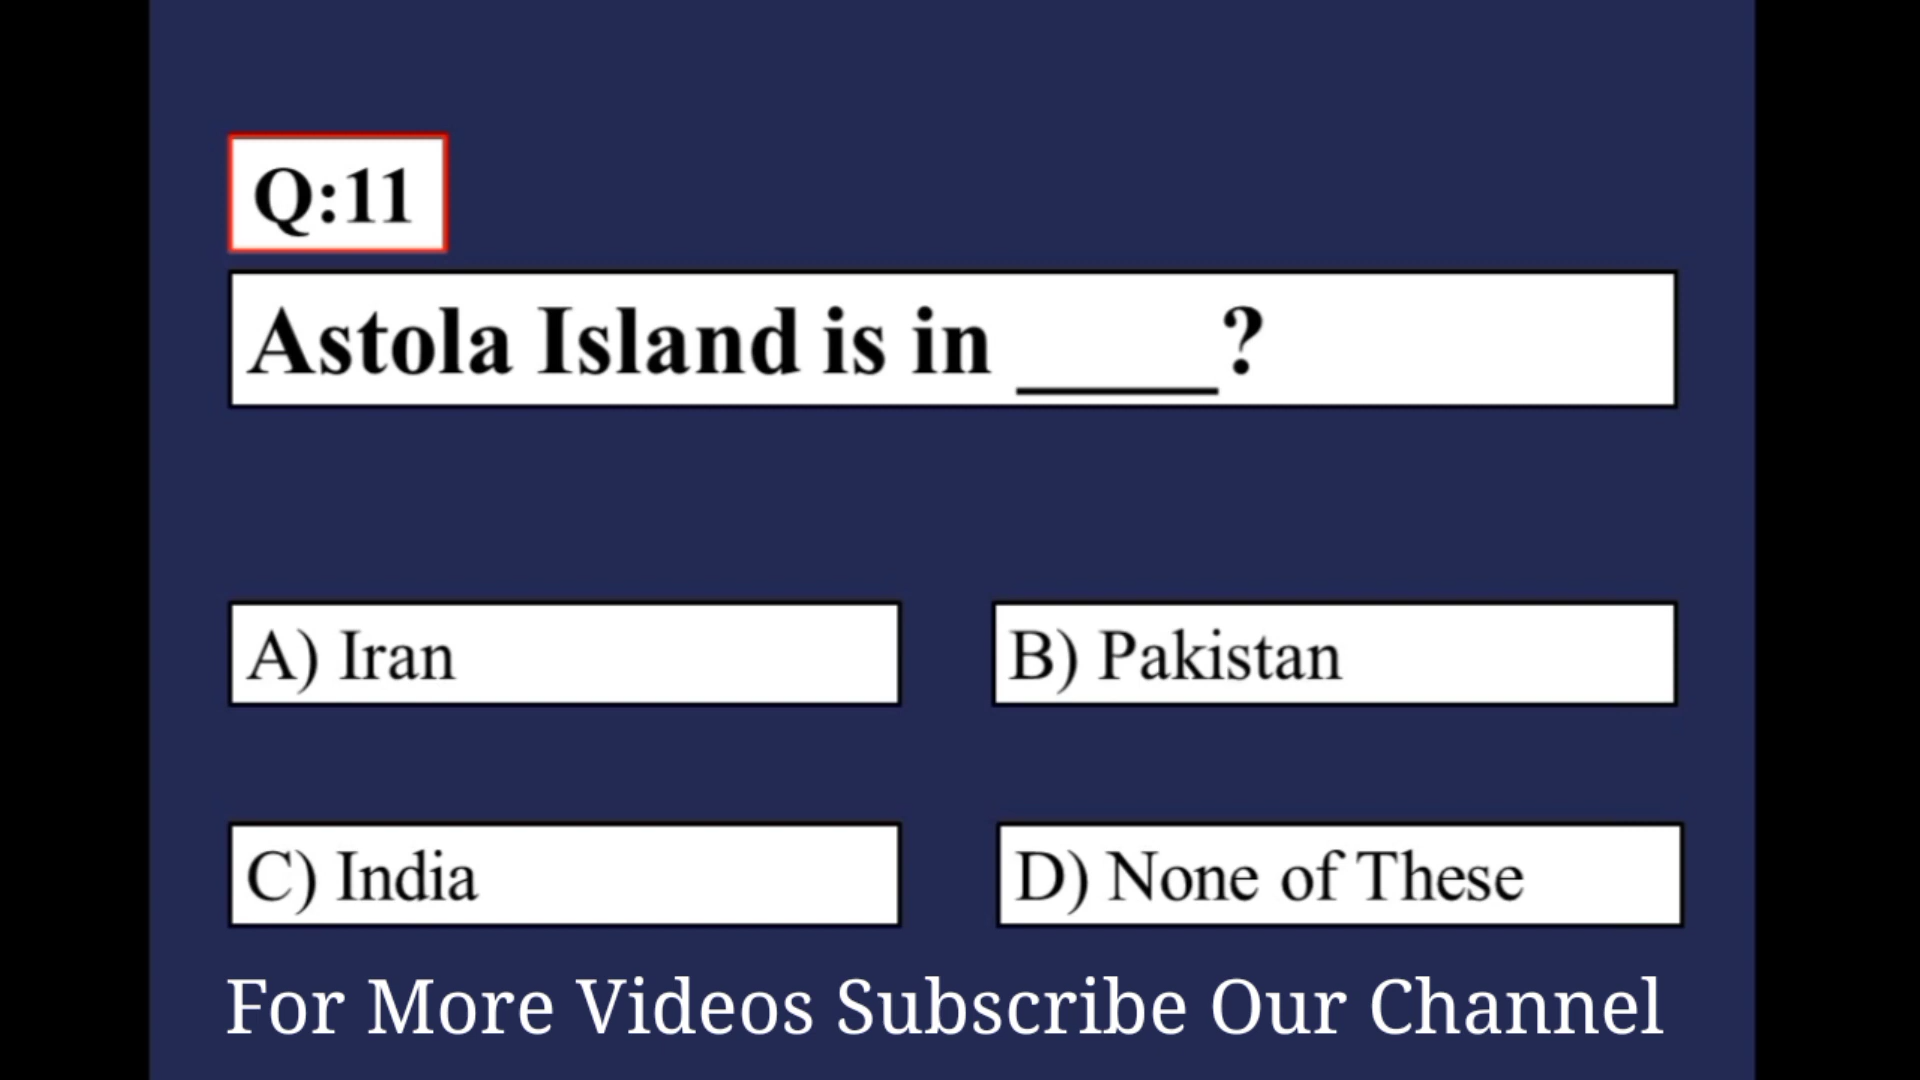 Q:11
Astola Island is in ____?
A) Iran
B) Pakistan
C) India
D) None of These
For More Videos Subscribe Our Channel